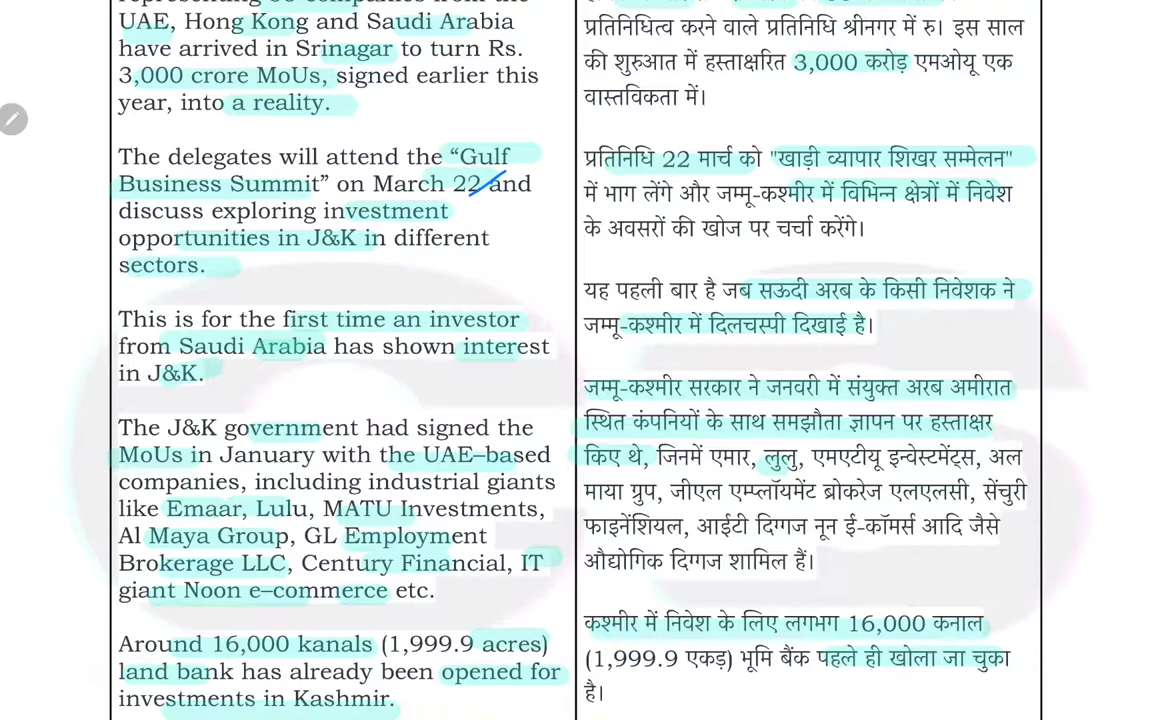 representing 30 companies from the
UAE, Hong Kong and Saudi Arabia
have arrived in Srinagar to turn Rs.
3,000 crore MoUs, signed earlier this
year, into a reality.
The delegates will attend the “Gulf
Business Summit” on March 22 and
discuss exploring investment
opportunities in J&K in different
sectors.
This is for the first time an investor
from Saudi Arabia has shown interest
in J&K.
The J&K government had signed the
MoUs in January with the UAE–based
companies, including industrial giants
like Emaar, Lulu, MATU Investments,
Al Maya Group, GL Employment
Brokerage LLC, Century Financial, IT
giant Noon e–commerce etc.
Around 16,000 kanals (1,999.9 acres)
land bank has already been opened for
investments in Kashmir.
प्रतिनिधित्व करने वाले प्रतिनिधि श्रीनगर में रु। इस साल
की शुरुआत में हस्ताक्षरित 3,000 करोड़ एमओयू एक
वास्तविकता में।
प्रतिनिधि 22 मार्च को "खाड़ी व्यापार शिखर सम्मेलन"
में भाग लेंगे और जम्मू-कश्मीर में विभिन्न क्षेत्रों में निवेश
के अवसरों की खोज पर चर्चा करेंगे।
यह पहली बार है जब सऊदी अरब के किसी निवेशक ने
जम्मू-कश्मीर में दिलचस्पी दिखाई है।
जम्मू-कश्मीर सरकार ने जनवरी में संयुक्त अरब अमीरात
स्थित कंपनियों के साथ समझौता ज्ञापन पर हस्ताक्षर
किए थे, जिनमें एमार, लुलु, एमएटीयू इन्वेस्टमेंट्स, अल
माया ग्रुप, जीएल एम्प्लॉयमेंट ब्रोकरेज एलएलसी, सेंचुरी
फाइनेंशियल, आईटी दिग्गज नून ई-कॉमर्स आदि जैसे
औद्योगिक दिग्गज शामिल हैं।
कश्मीर में निवेश के लिए लगभग 16,000 कनाल
(1,999.9 एकड़) भूमि बैंक पहले ही खोला जा चुका
है।